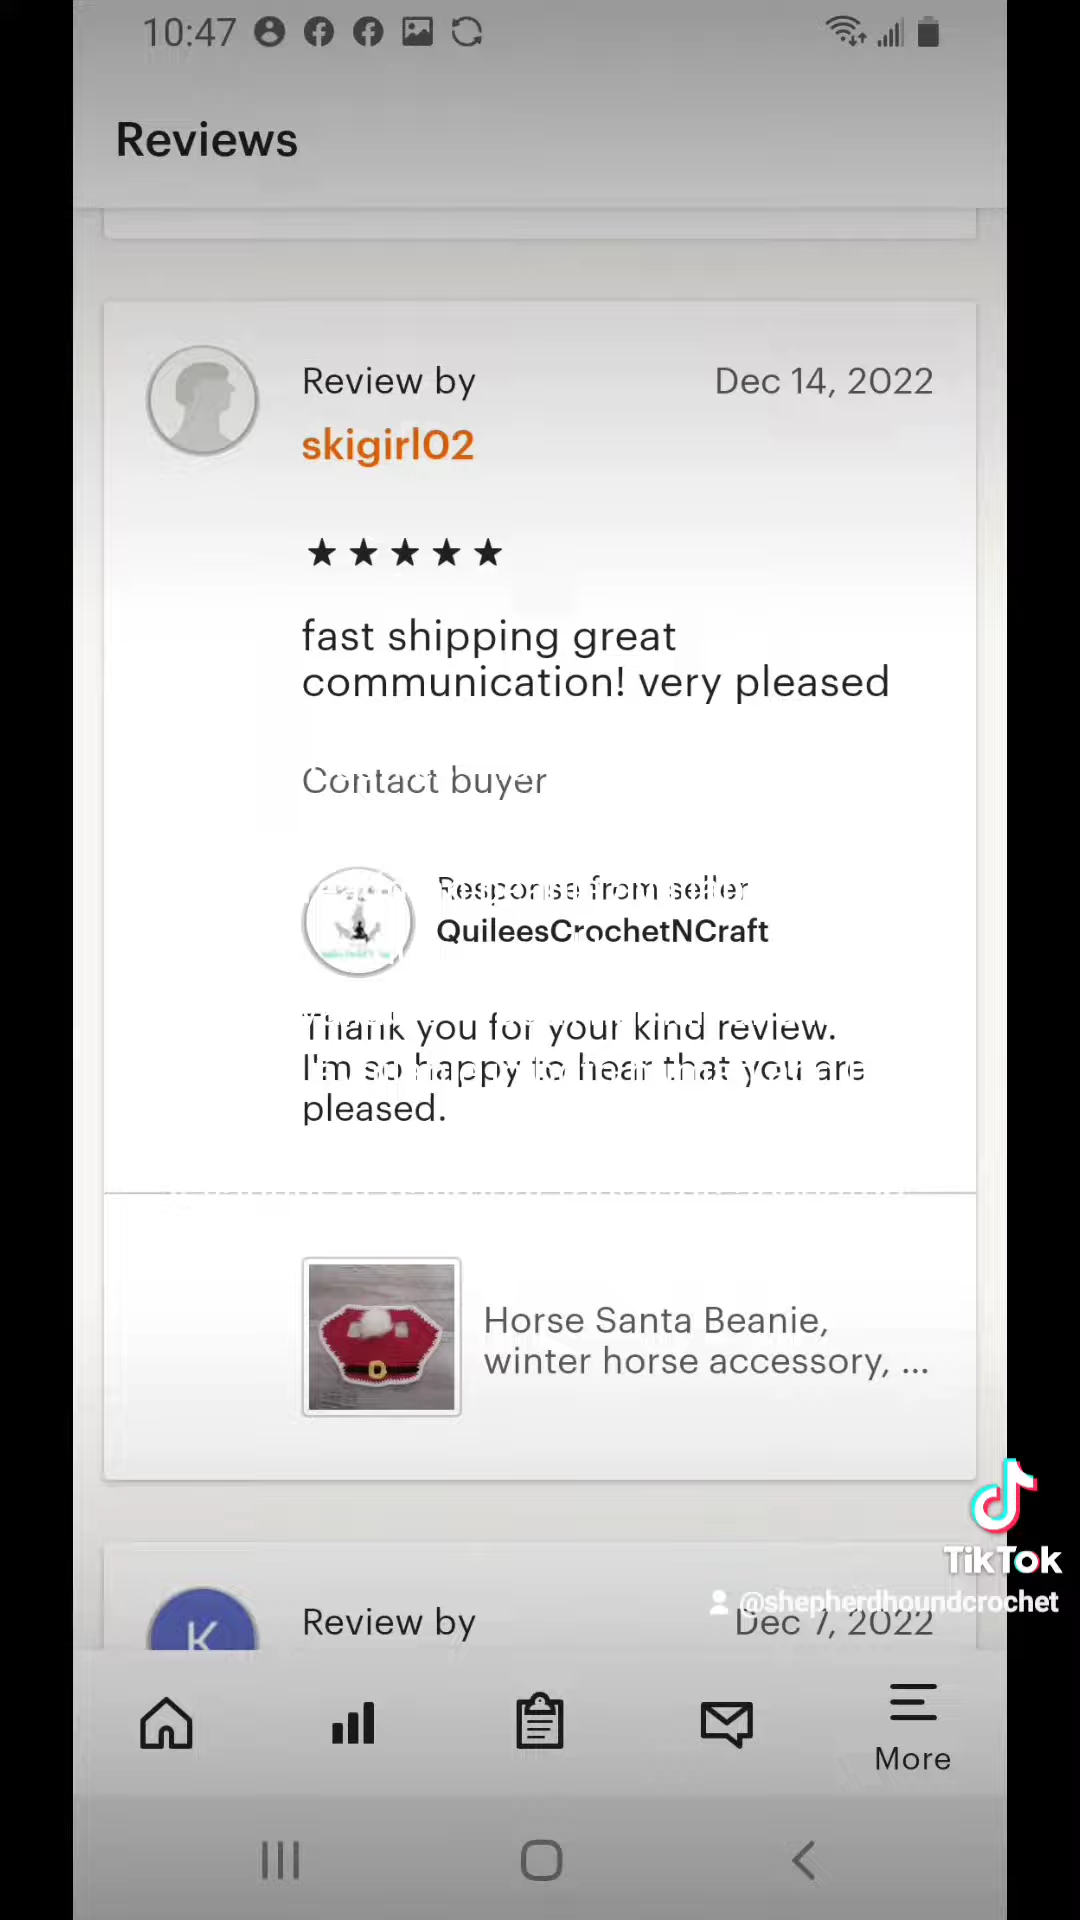 10:47
Reviews
Review by
Dec 14, 2022
skigirl02
fast shipping great
communication! very pleased
Contact buyer
Response from seller
QuileesCrochetNCraft
Thank you for your kind review.
I'm so happy to hear that you are
pleased.
Horse Santa Beanie,
winter horse accessory, ...
TikTok
@shepherdhoundcrochet
K
Review by
Dec 7, 2022
More